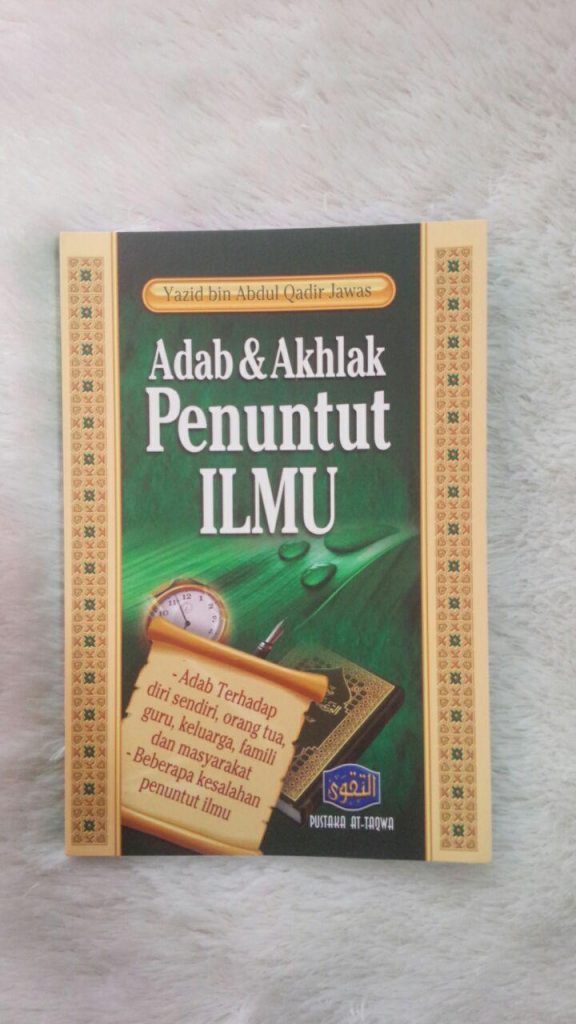 Yazid bin Abdul Qadir Jawas
Adab & Akhlak
Penuntut
ILMU
- Adab Terhadap
diri sendiri, orang tua,
guru, keluarga, famili
dan masyarakat
- Beberapa kesalahan
penuntut ilmu
التقوى
PUSTAKA AT-TAQWA